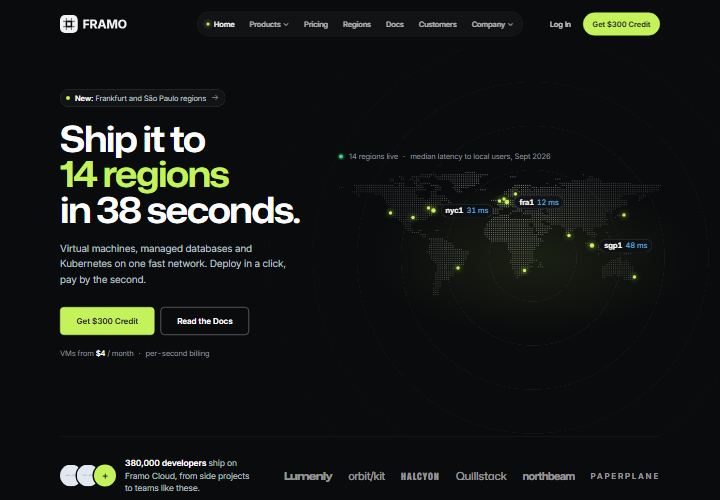 FRAMO
Home Products Pricing Regions Docs Customers Company
Log In
Get $300 Credit
New: Frankfurt and São Paulo regions →
Ship it to
14 regions
in 38 seconds.
Virtual machines, managed databases and
Kubernetes on one fast network. Deploy in a click,
pay by the second.
Get $300 Credit
Read the Docs
VMs from $4 / month · per-second billing
14 regions live · median latency to local users, Sept 2026
nyc1 31 ms
fra1 12 ms
sgp1 48 ms
+
380,000 developers ship on
Framo Cloud, from side projects
to teams like these.
Lumenly orbit/kit HALCYON Quillstack northbeam PAPERPLANE